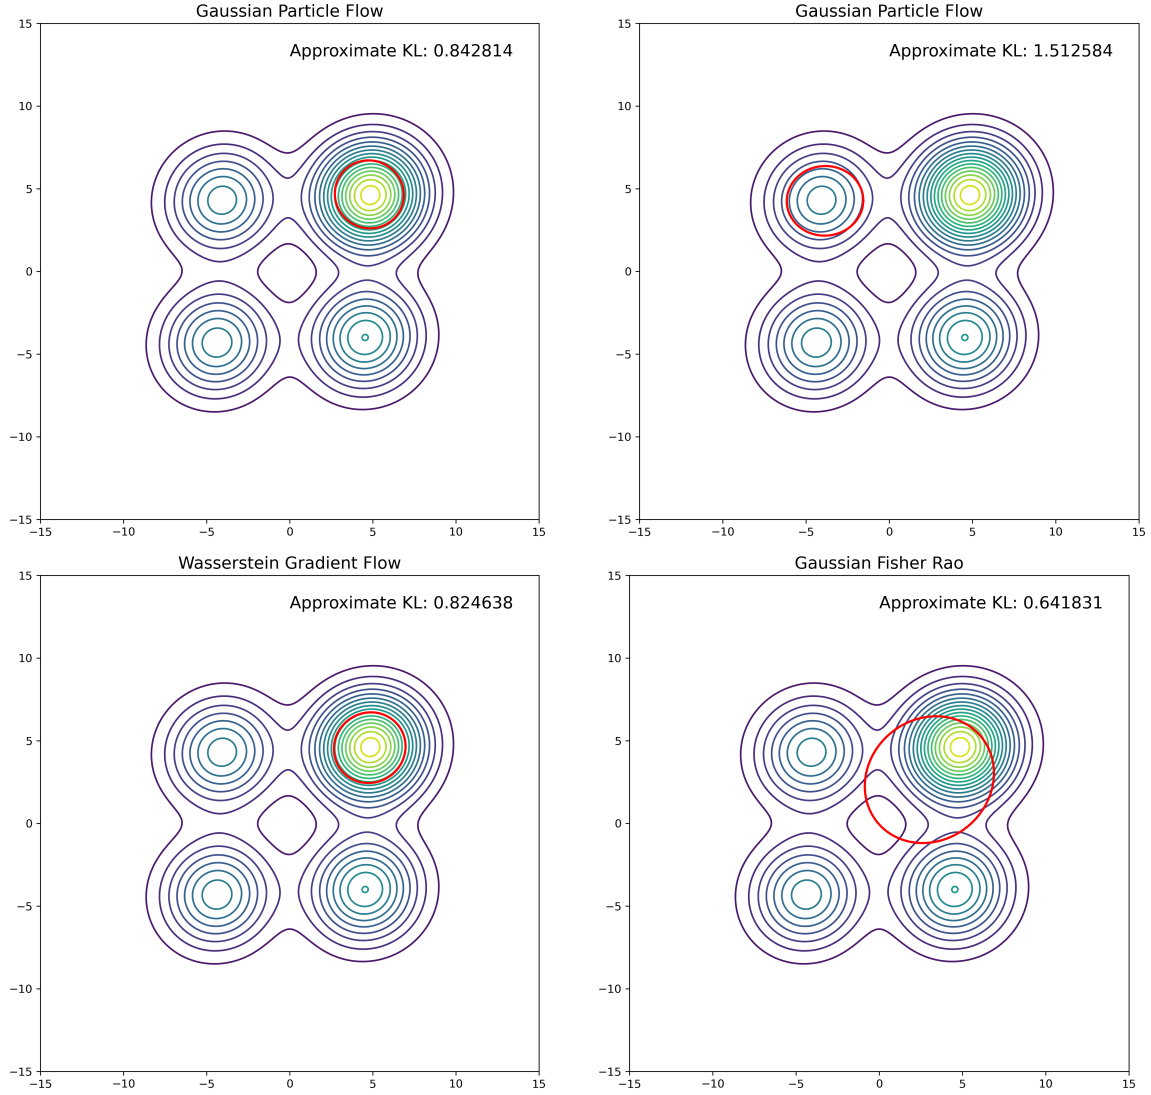 Gaussian Particle Flow
Approximate KL: 0.842814
15
10
5
0
−5
−10
−15
−15 −10 −5 0 5 10 15
Gaussian Particle Flow
Approximate KL: 1.512584
15
10
5
0
−5
−10
−15
−15 −10 −5 0 5 10 15
Wasserstein Gradient Flow
Approximate KL: 0.824638
15
10
5
0
−5
−10
−15
−15 −10 −5 0 5 10 15
Gaussian Fisher Rao
Approximate KL: 0.641831
15
10
5
0
−5
−10
−15
−15 −10 −5 0 5 10 15